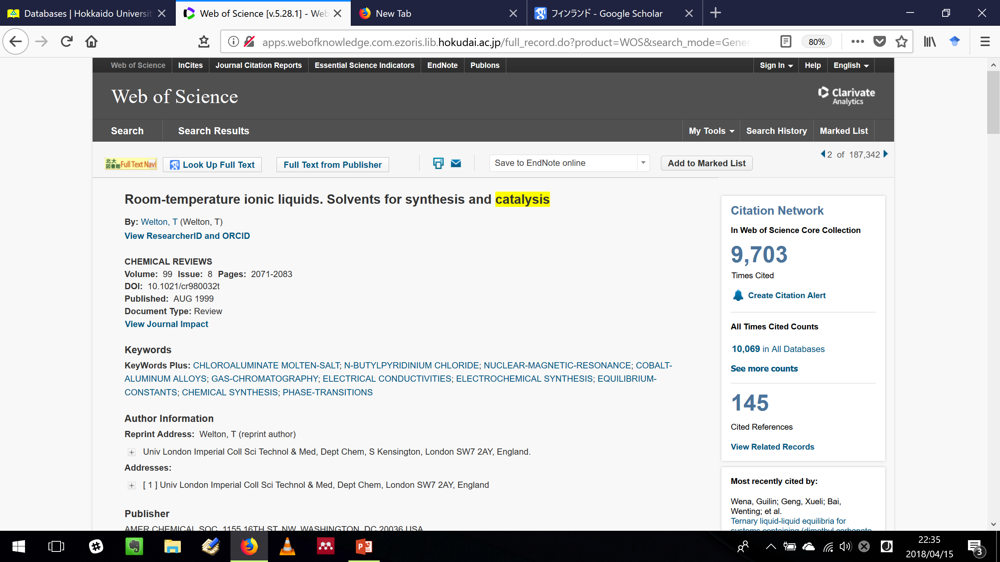 Databases | Hokkaido Universit
Web of Science [v.5.28.1] - Web
New Tab
フィンランド - Google Scholar
apps.webofknowledge.com.ezoris.lib.hokudai.ac.jp/full_record.do?product=WOS&search_mode=Gener
80%
Web of Science InCites Journal Citation Reports Essential Science Indicators EndNote Publons Sign In Help English
Web of Science
Clarivate
Analytics
Search Search Results My Tools Search History Marked List
北大
図書館 Full Text Navi
Look Up Full Text
Full Text from Publisher
Save to EndNote online
Add to Marked List
2 of 187,342
Room-temperature ionic liquids. Solvents for synthesis and catalysis
By: Welton, T (Welton, T)
View ResearcherID and ORCID
CHEMICAL REVIEWS
Volume: 99 Issue: 8 Pages: 2071-2083
DOI: 10.1021/cr980032t
Published: AUG 1999
Document Type: Review
View Journal Impact
Keywords
KeyWords Plus: CHLOROALUMINATE MOLTEN-SALT; N-BUTYLPYRIDINIUM CHLORIDE; NUCLEAR-MAGNETIC-RESONANCE; COBALT-
ALUMINUM ALLOYS; GAS-CHROMATOGRAPHY; ELECTRICAL CONDUCTIVITIES; ELECTROCHEMICAL SYNTHESIS; EQUILIBRIUM-
CONSTANTS; CHEMICAL SYNTHESIS; PHASE-TRANSITIONS
Author Information
Reprint Address: Welton, T (reprint author)
Univ London Imperial Coll Sci Technol & Med, Dept Chem, S Kensington, London SW7 2AY, England.
Addresses:
[ 1 ] Univ London Imperial Coll Sci Technol & Med, Dept Chem, London SW7 2AY, England
Publisher
AMER CHEMICAL SOC, 1155 16TH ST, NW, WASHINGTON, DC 20036 USA
Citation Network
In Web of Science Core Collection
9,703
Times Cited
Create Citation Alert
All Times Cited Counts
10,069 in All Databases
See more counts
145
Cited References
View Related Records
Most recently cited by:
Wena, Guilin; Geng, Xueli; Bai,
Wenting; et al.
Ternary liquid-liquid equilibria for
systems containing (dimethyl carbonate
22:35
2018/04/15
3